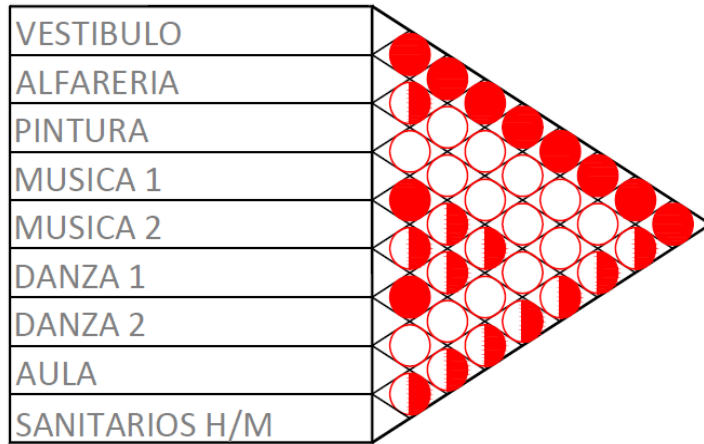 VESTIBULO
ALFARERIA
PINTURA
MUSICA 1
MUSICA 2
DANZA 1
DANZA 2
AULA
SANITARIOS H/M